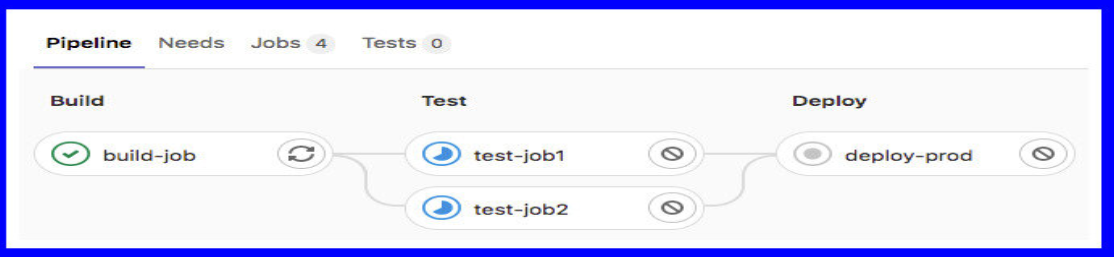 Pipeline Needs Jobs 4 Tests 0
Build Test Deploy
build-job test-job1 deploy-prod
test-job2